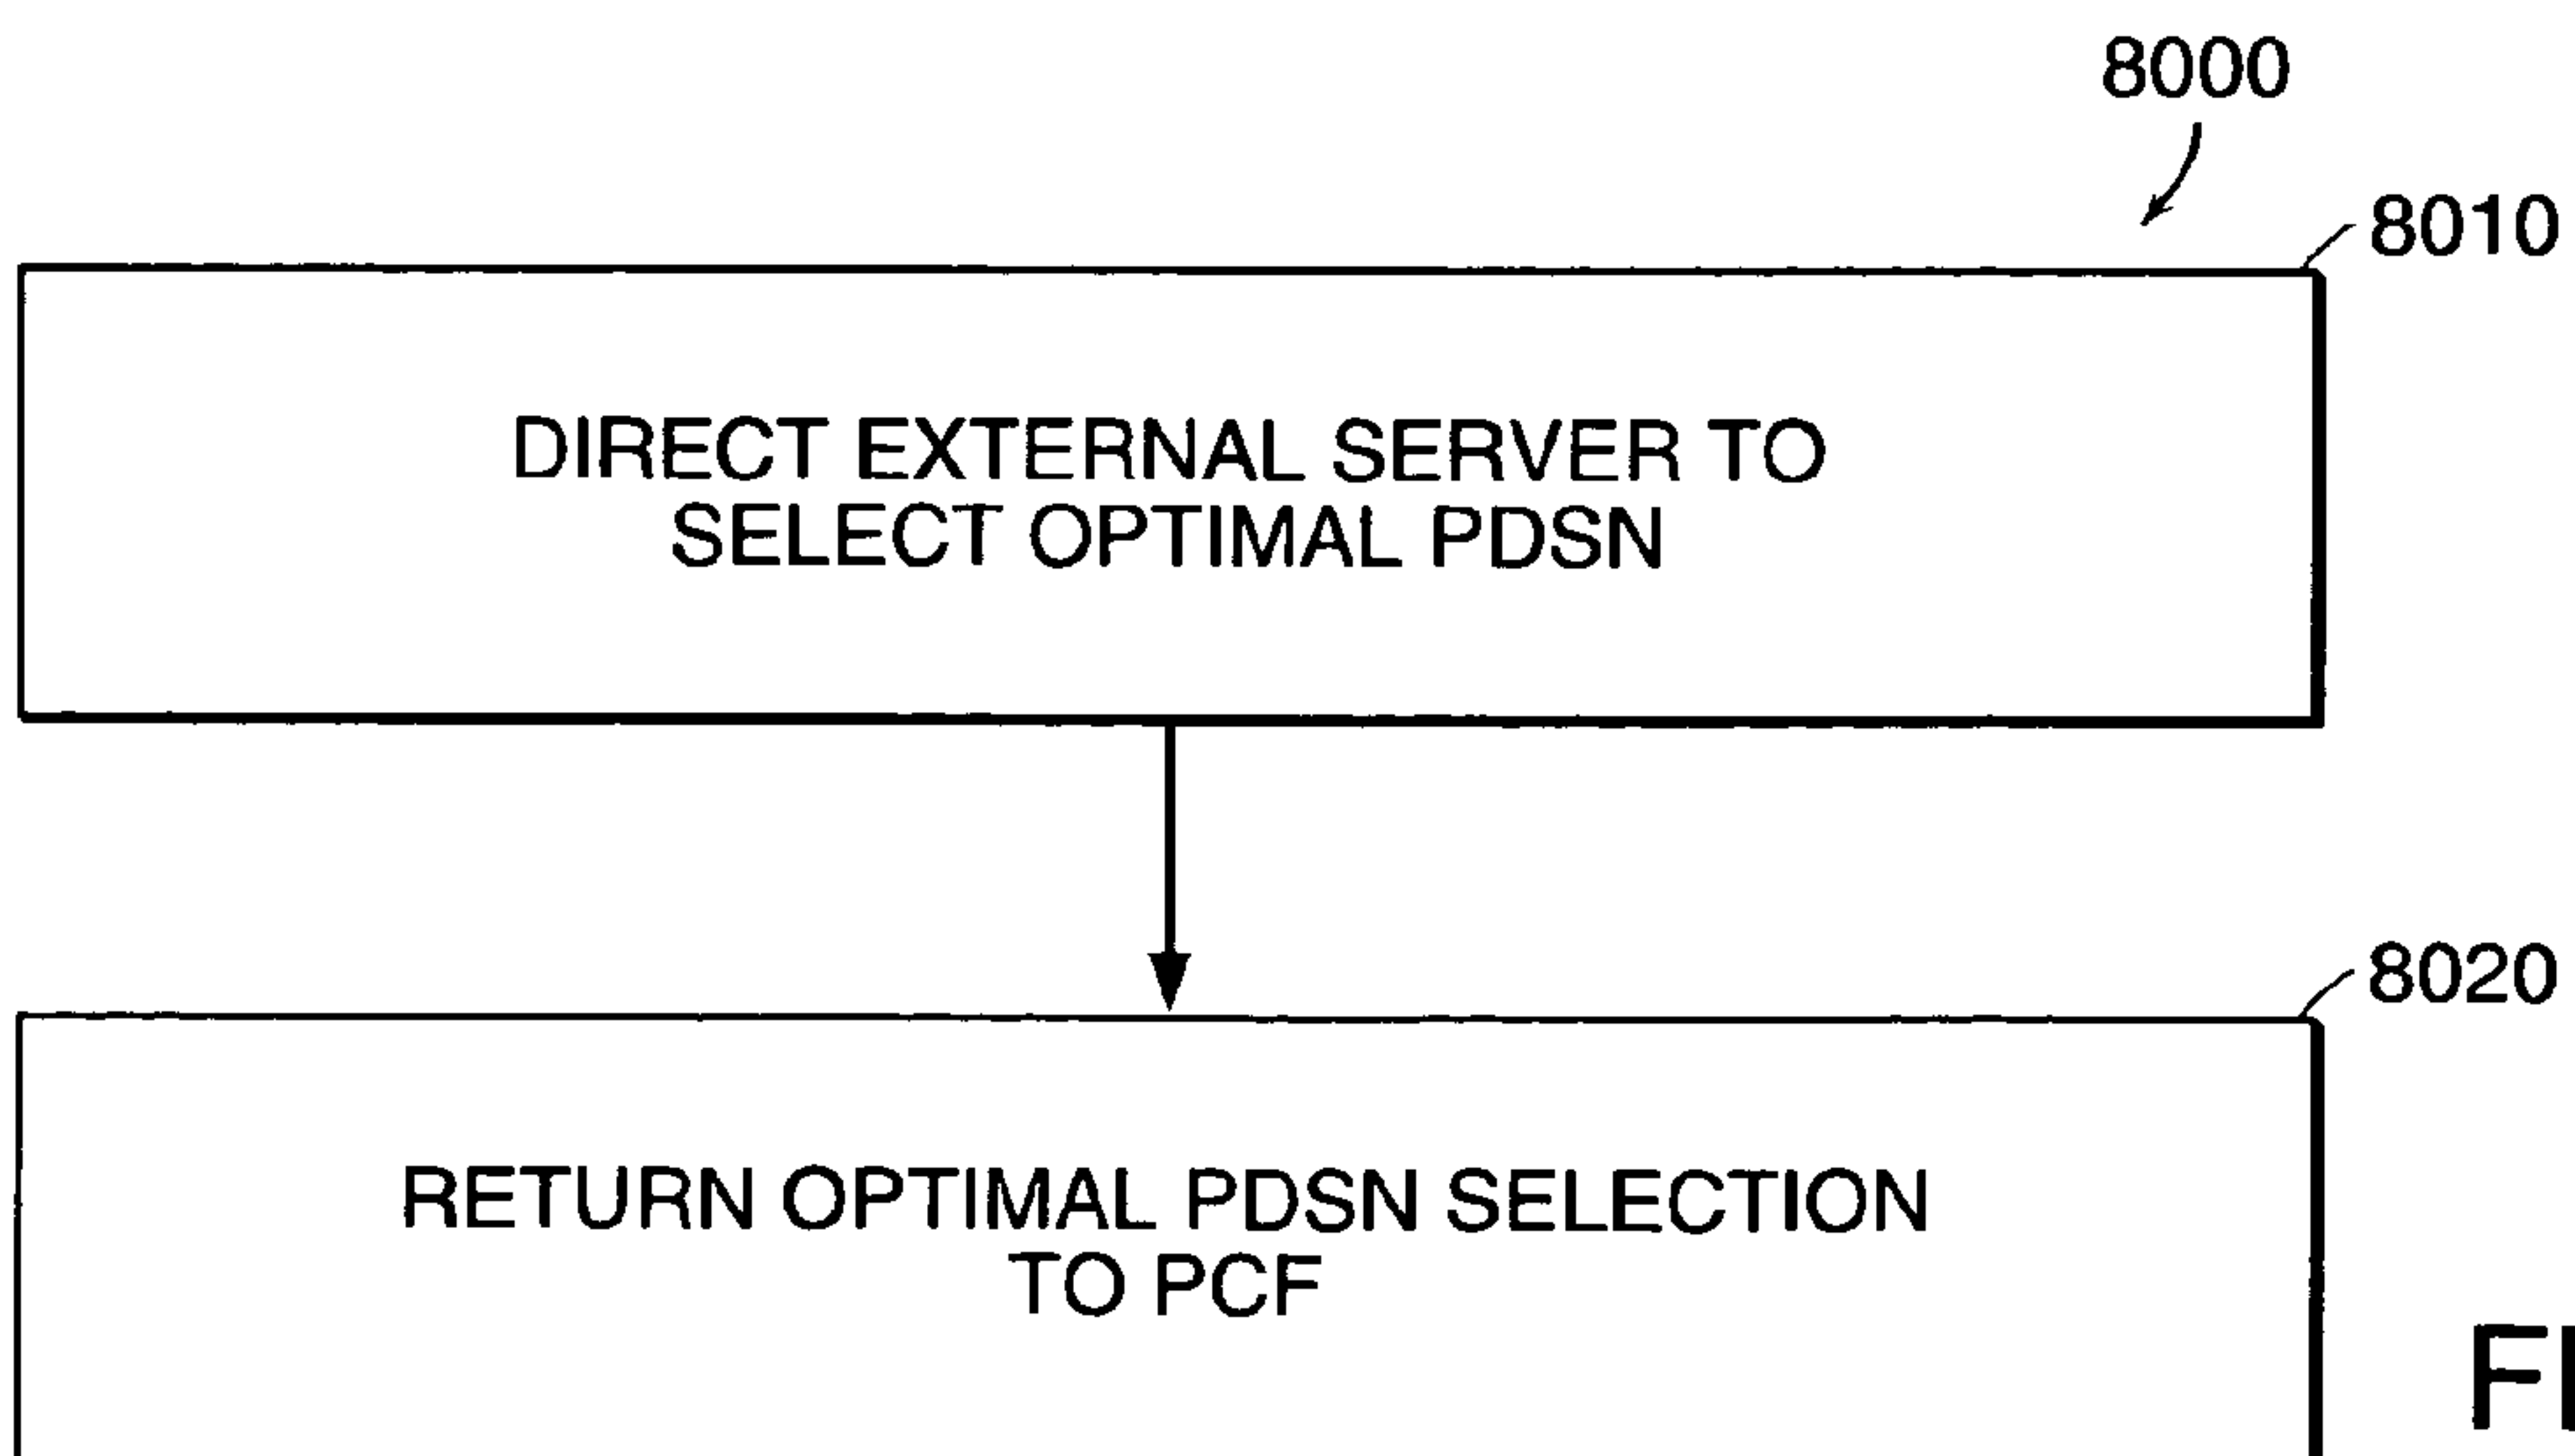 8000
8010
DIRECT EXTERNAL SERVER TO
SELECT OPTIMAL PDSN
8020
RETURN OPTIMAL PDSN SELECTION
TO PCF